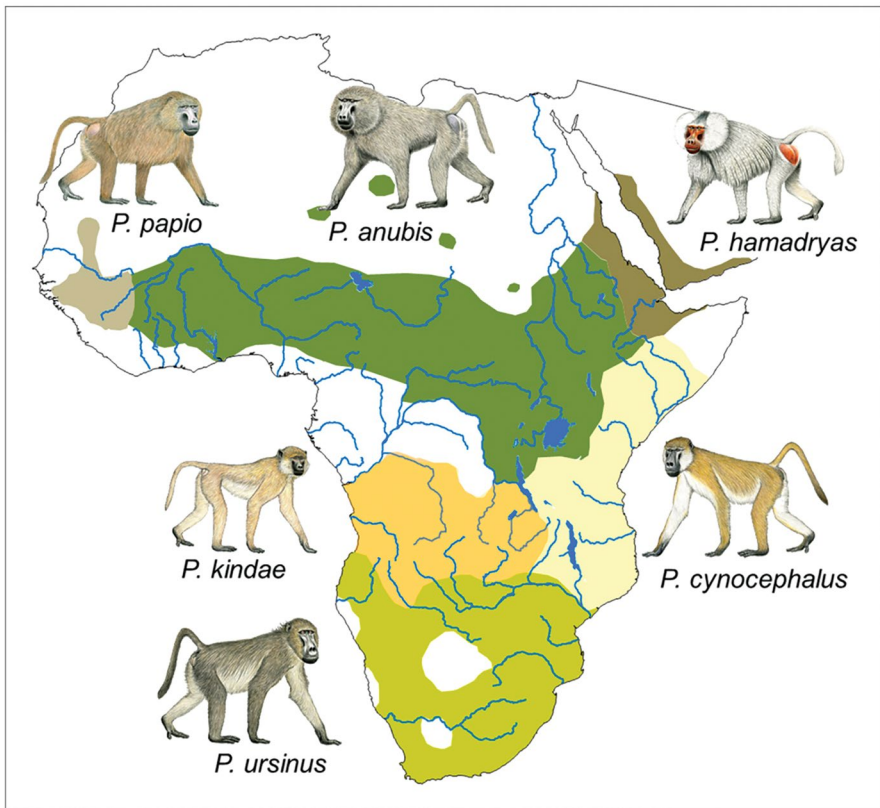 P. papio
P. anubis
P. hamadryas
P. kindae
P. cynocephalus
P. ursinus